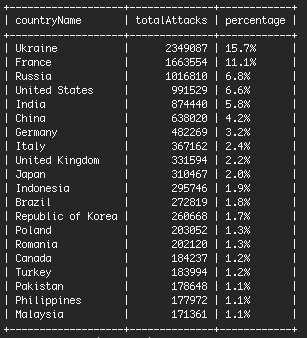 +--------------------+--------------+------------+
| countryName | totalAttacks | percentage |
+--------------------+--------------+------------+
| Ukraine | 2349087 | 15.7% |
| France | 1663554 | 11.1% |
| Russia | 1016810 | 6.8% |
| United States | 991529 | 6.6% |
| India | 874440 | 5.8% |
| China | 638020 | 4.2% |
| Germany | 482269 | 3.2% |
| Italy | 367162 | 2.4% |
| United Kingdom | 331594 | 2.2% |
| Japan | 310467 | 2.0% |
| Indonesia | 295746 | 1.9% |
| Brazil | 272819 | 1.8% |
| Republic of Korea | 260668 | 1.7% |
| Poland | 203052 | 1.3% |
| Romania | 202120 | 1.3% |
| Canada | 184237 | 1.2% |
| Turkey | 183994 | 1.2% |
| Pakistan | 178648 | 1.1% |
| Philippines | 177972 | 1.1% |
| Malaysia | 171361 | 1.1% |
+--------------------+--------------+------------+